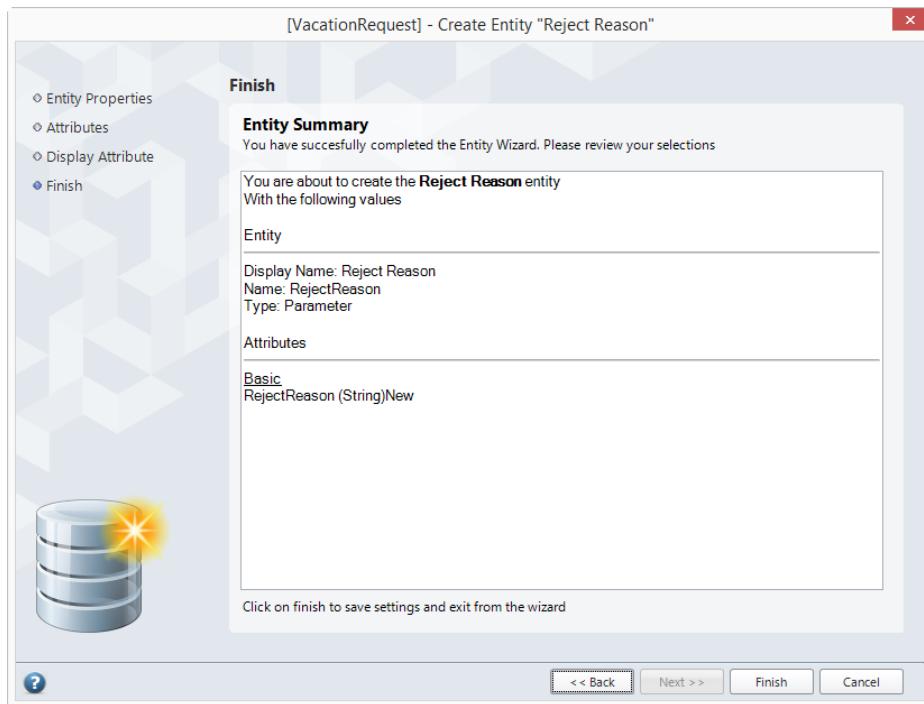 [VacationRequest] - Create Entity "Reject Reason"
Entity Properties
Attributes
Display Attribute
Finish
Finish
Entity Summary
You have succesfully completed the Entity Wizard. Please review your selections
You are about to create the Reject Reason entity
With the following values
Entity
Display Name: Reject Reason
Name: RejectReason
Type: Parameter
Attributes
Basic
RejectReason (String)New
Click on finish to save settings and exit from the wizard
?
<< Back
Next >>
Finish
Cancel